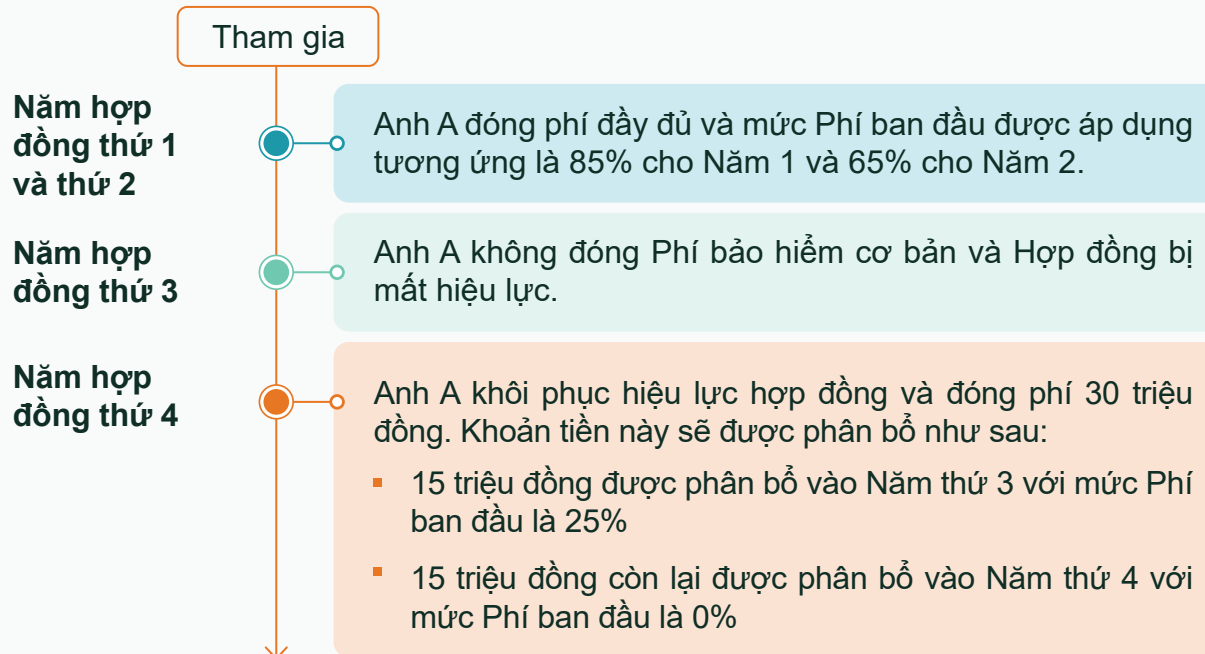 Tham gia
Năm hợp
đồng thứ 1
và thứ 2
Anh A đóng phí đầy đủ và mức Phí ban đầu được áp dụng
tương ứng là 85% cho Năm 1 và 65% cho Năm 2.
Năm hợp
đồng thứ 3
Anh A không đóng Phí bảo hiểm cơ bản và Hợp đồng bị
mất hiệu lực.
Năm hợp
đồng thứ 4
Anh A khôi phục hiệu lực hợp đồng và đóng phí 30 triệu
đồng. Khoản tiền này sẽ được phân bổ như sau:
15 triệu đồng được phân bổ vào Năm thứ 3 với mức Phí
ban đầu là 25%
15 triệu đồng còn lại được phân bổ vào Năm thứ 4 với
mức Phí ban đầu là 0%